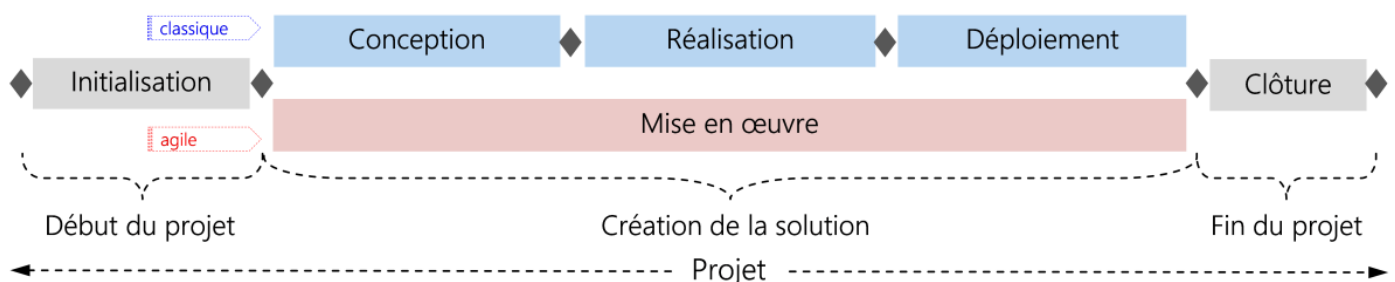 classique
Conception
Réalisation
Déploiement
Initialisation
Clôture
agile
Mise en œuvre
Début du projet
Création de la solution
Fin du projet
Projet